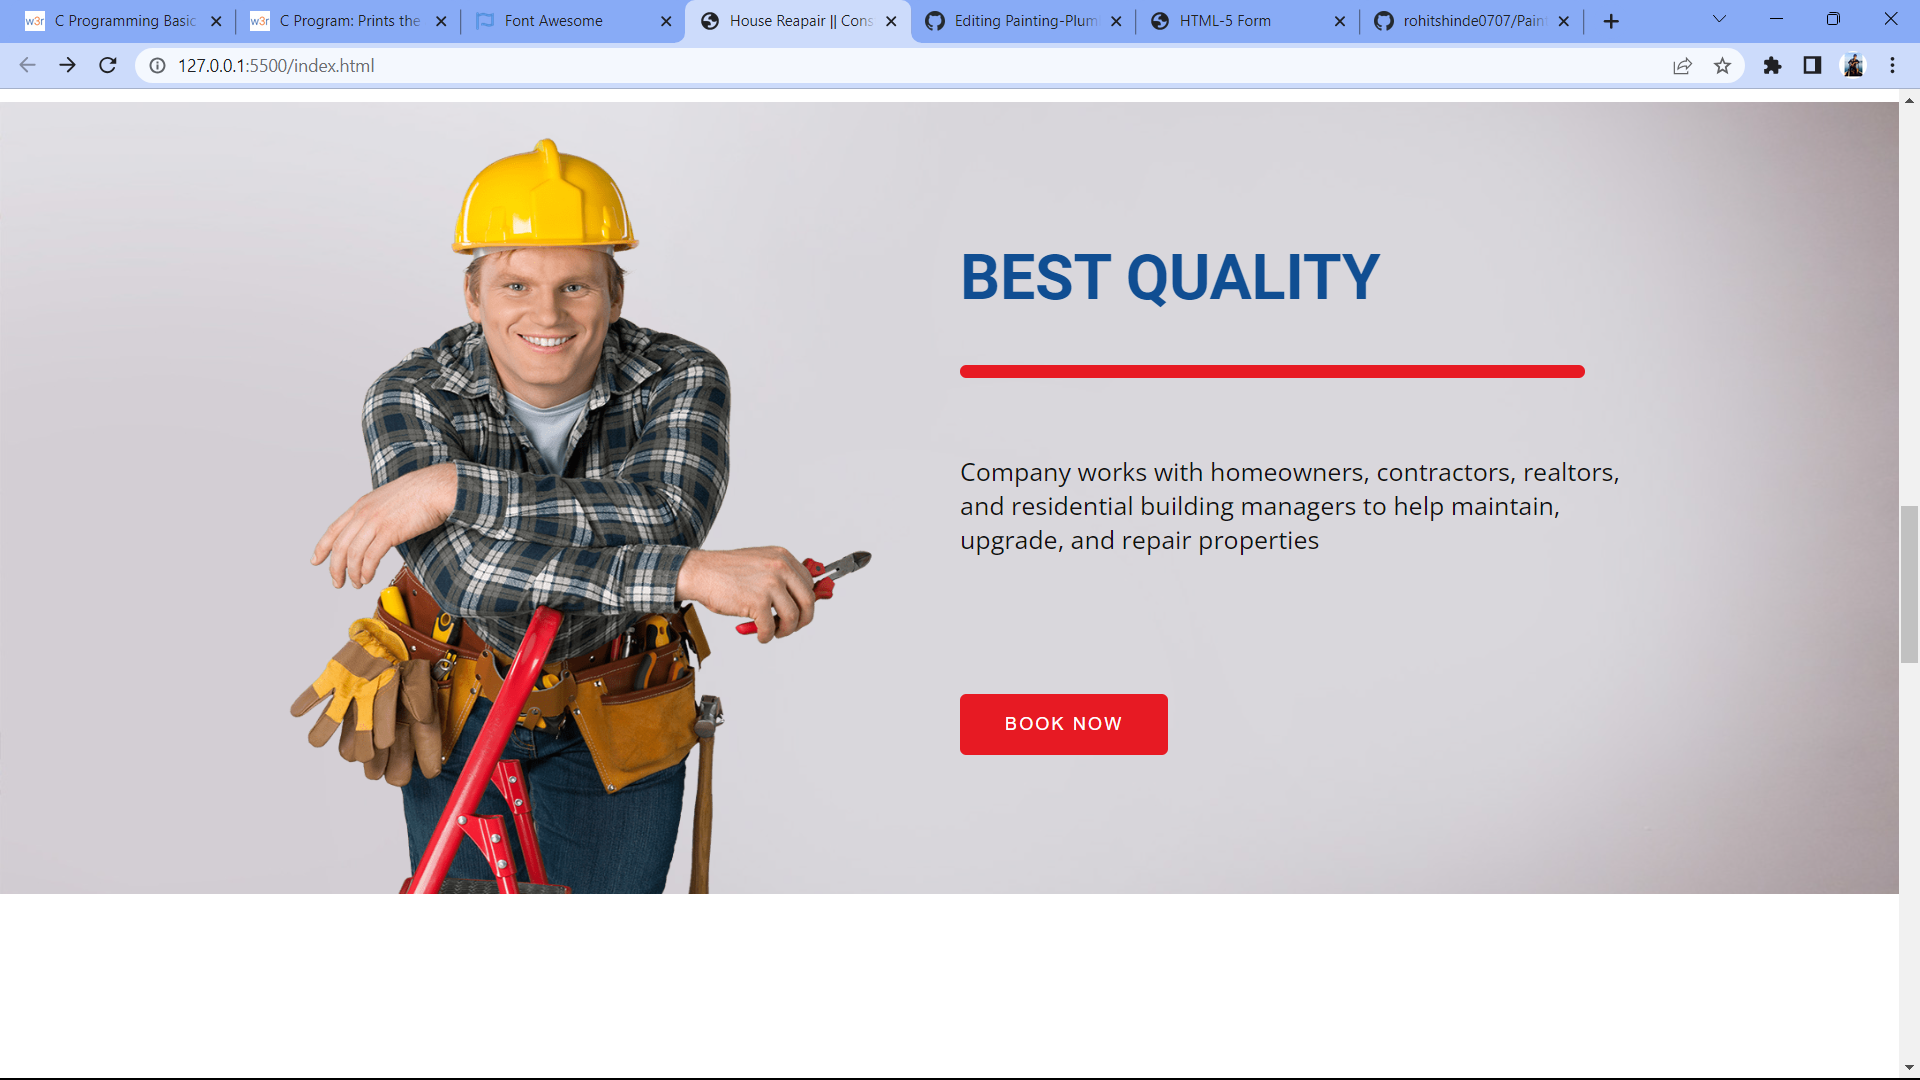 w3r C Programming Basic
w3r C Program: Prints the
Font Awesome
House Reapair || Cons
Editing Painting-Plum
HTML-5 Form
rohitshinde0707/Paint
127.0.0.1:5500/index.html
BEST QUALITY
Company works with homeowners, contractors, realtors,
and residential building managers to help maintain,
upgrade, and repair properties
BOOK NOW